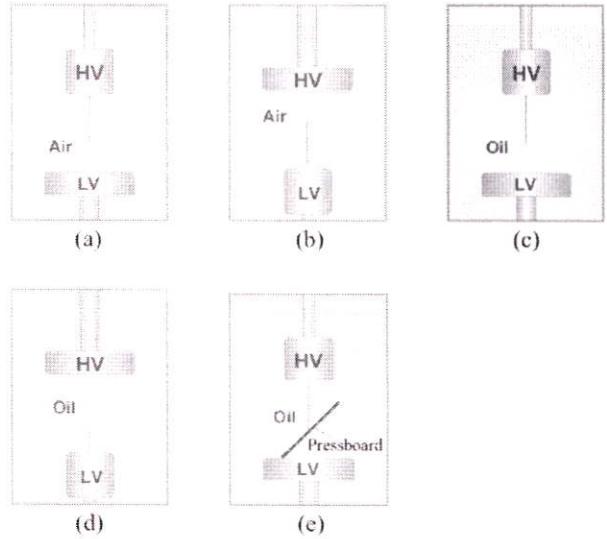 HV
Air
LV
(a)
HV
Air
LV
(b)
HV
Oil
LV
(c)
HV
Oil
LV
(d)
HV
Oil
Pressboard
LV
(e)